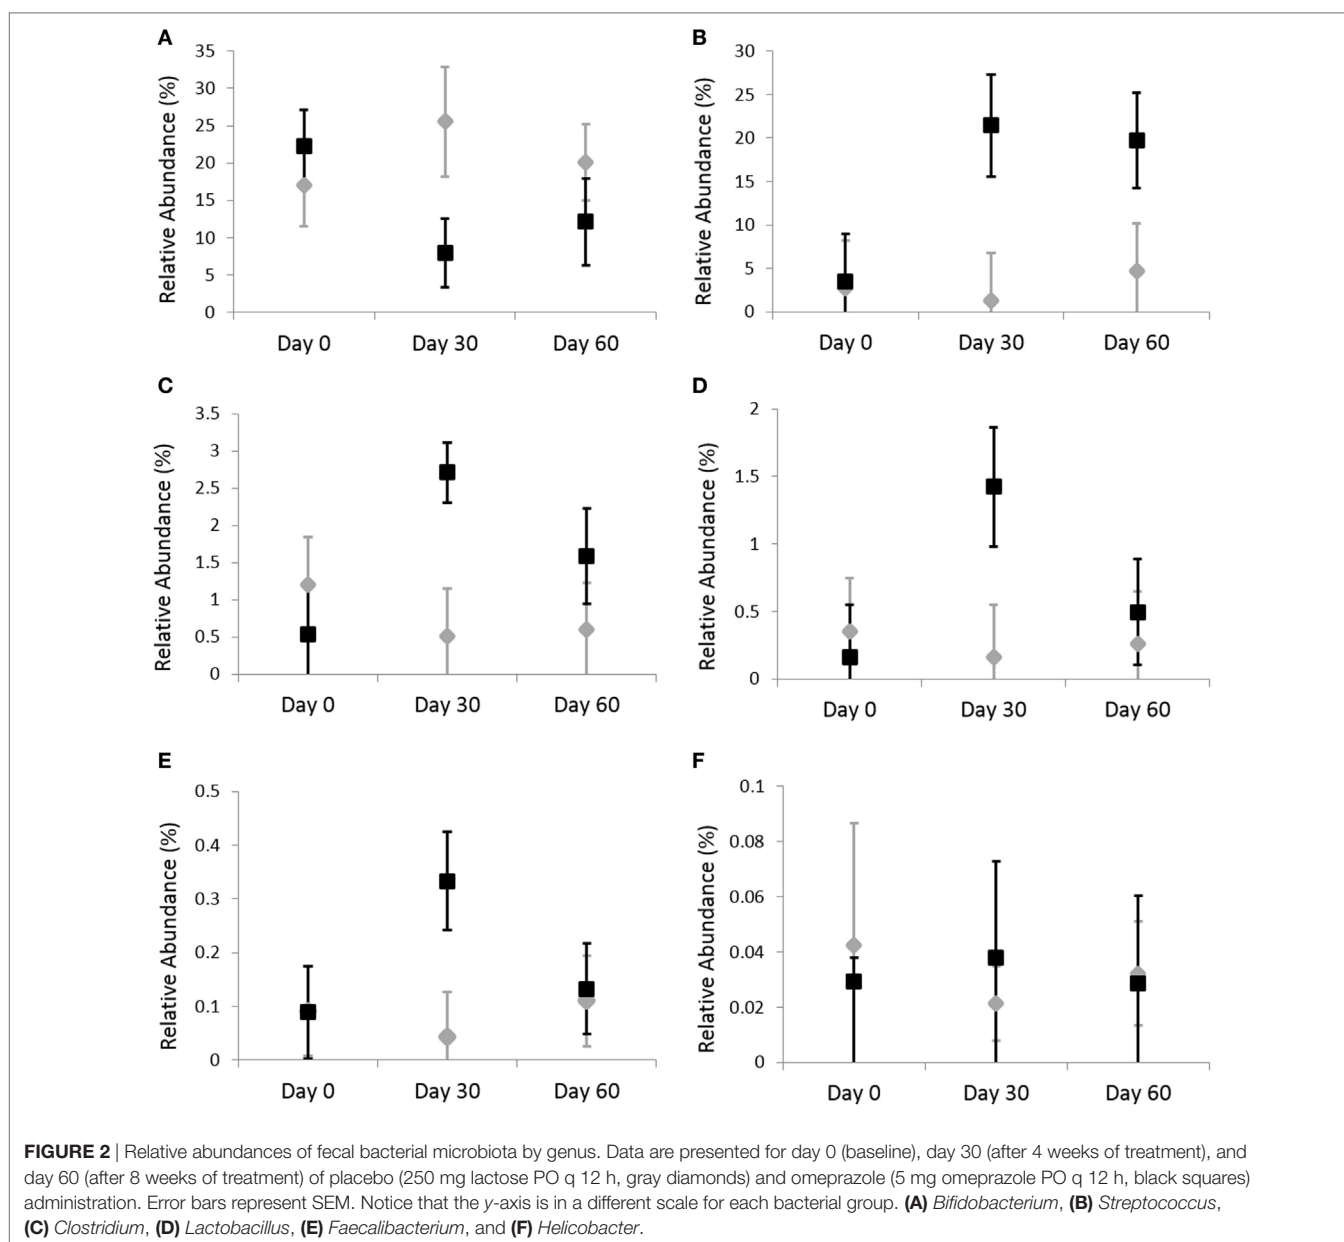 A
35
30
25
20
15
10
5
0
Relative Abundance (%)
Day 0 Day 30 Day 60
B
30
25
20
15
10
5
0
Relative Abundance (%)
Day 0 Day 30 Day 60
C
3.5
3
2.5
2
1.5
1
0.5
0
Relative Abundance (%)
Day 0 Day 30 Day 60
D
2
1.5
1
0.5
0
Relative Abundance (%)
Day 0 Day 30 Day 60
E
0.5
0.4
0.3
0.2
0.1
0
Relative Abundance (%)
Day 0 Day 30 Day 60
F
0.1
0.08
0.06
0.04
0.02
0
Relative Abundance (%)
Day 0 Day 30 Day 60
FIGURE 2 | Relative abundances of fecal bacterial microbiota by genus. Data are presented for day 0 (baseline), day 30 (after 4 weeks of treatment), and
day 60 (after 8 weeks of treatment) of placebo (250 mg lactose PO q 12 h, gray diamonds) and omeprazole (5 mg omeprazole PO q 12 h, black squares)
administration. Error bars represent SEM. Notice that the y-axis is in a different scale for each bacterial group. (A) Bifidobacterium, (B) Streptococcus,
(C) Clostridium, (D) Lactobacillus, (E) Faecalibacterium, and (F) Helicobacter.